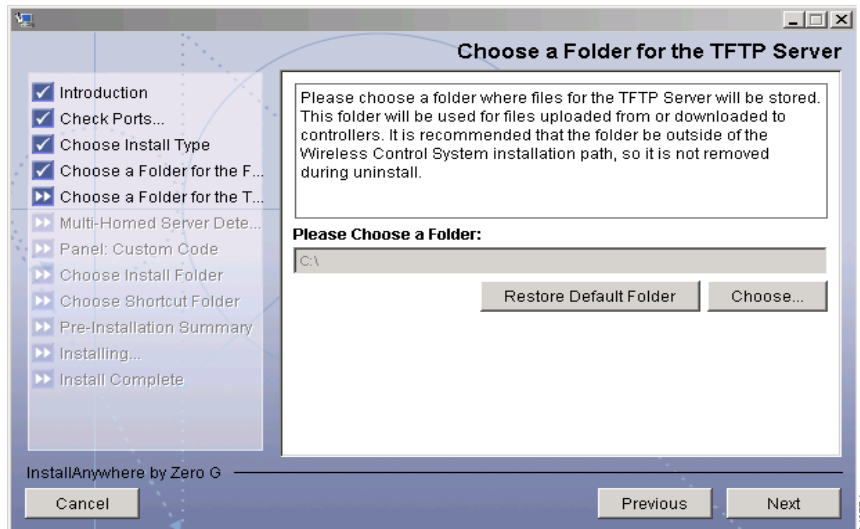 Choose a Folder for the TFTP Server
Introduction
Check Ports...
Choose Install Type
Choose a Folder for the F...
Choose a Folder for the T...
Multi-Homed Server Dete...
Panel: Custom Code
Choose Install Folder
Choose Shortcut Folder
Pre-Installation Summary
Installing...
Install Complete
Please choose a folder where files for the TFTP Server will be stored.
This folder will be used for files uploaded from or downloaded to
controllers. It is recommended that the folder be outside of the
Wireless Control System installation path, so it is not removed
during uninstall.
Please Choose a Folder:
C:\
Restore Default Folder
Choose...
InstallAnywhere by Zero G
Cancel
Previous
Next